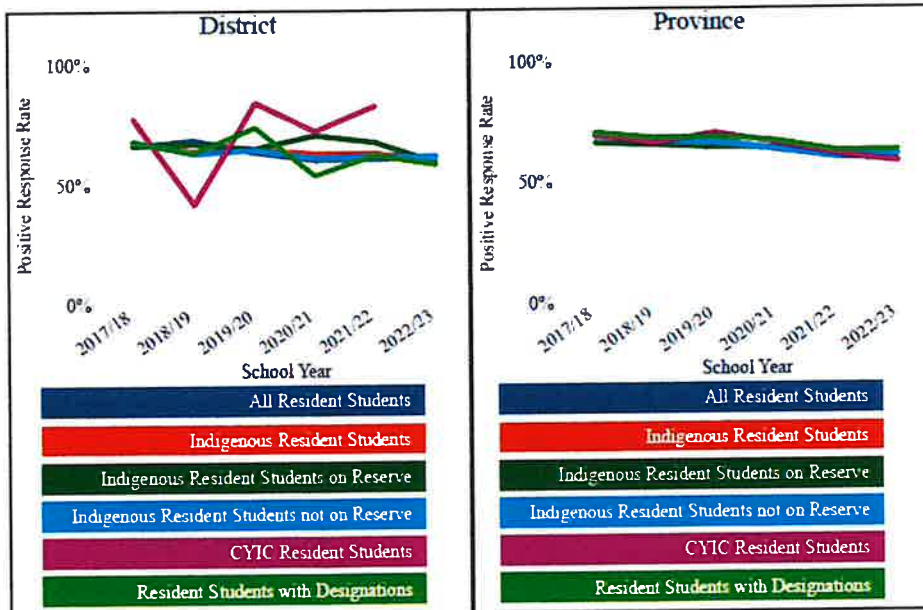 District
100%
50%
0%
Positive Response Rate
2017/18
2018/19
2019/20
2020/21
2021/22
2022/23
School Year
All Resident Students
Indigenous Resident Students
Indigenous Resident Students on Reserve
Indigenous Resident Students not on Reserve
CYIC Resident Students
Resident Students with Designations
Province
100%
50%
0%
Positive Response Rate
2017/18
2018/19
2019/20
2020/21
2021/22
2022/23
School Year
All Resident Students
Indigenous Resident Students
Indigenous Resident Students on Reserve
Indigenous Resident Students not on Reserve
CYIC Resident Students
Resident Students with Designations